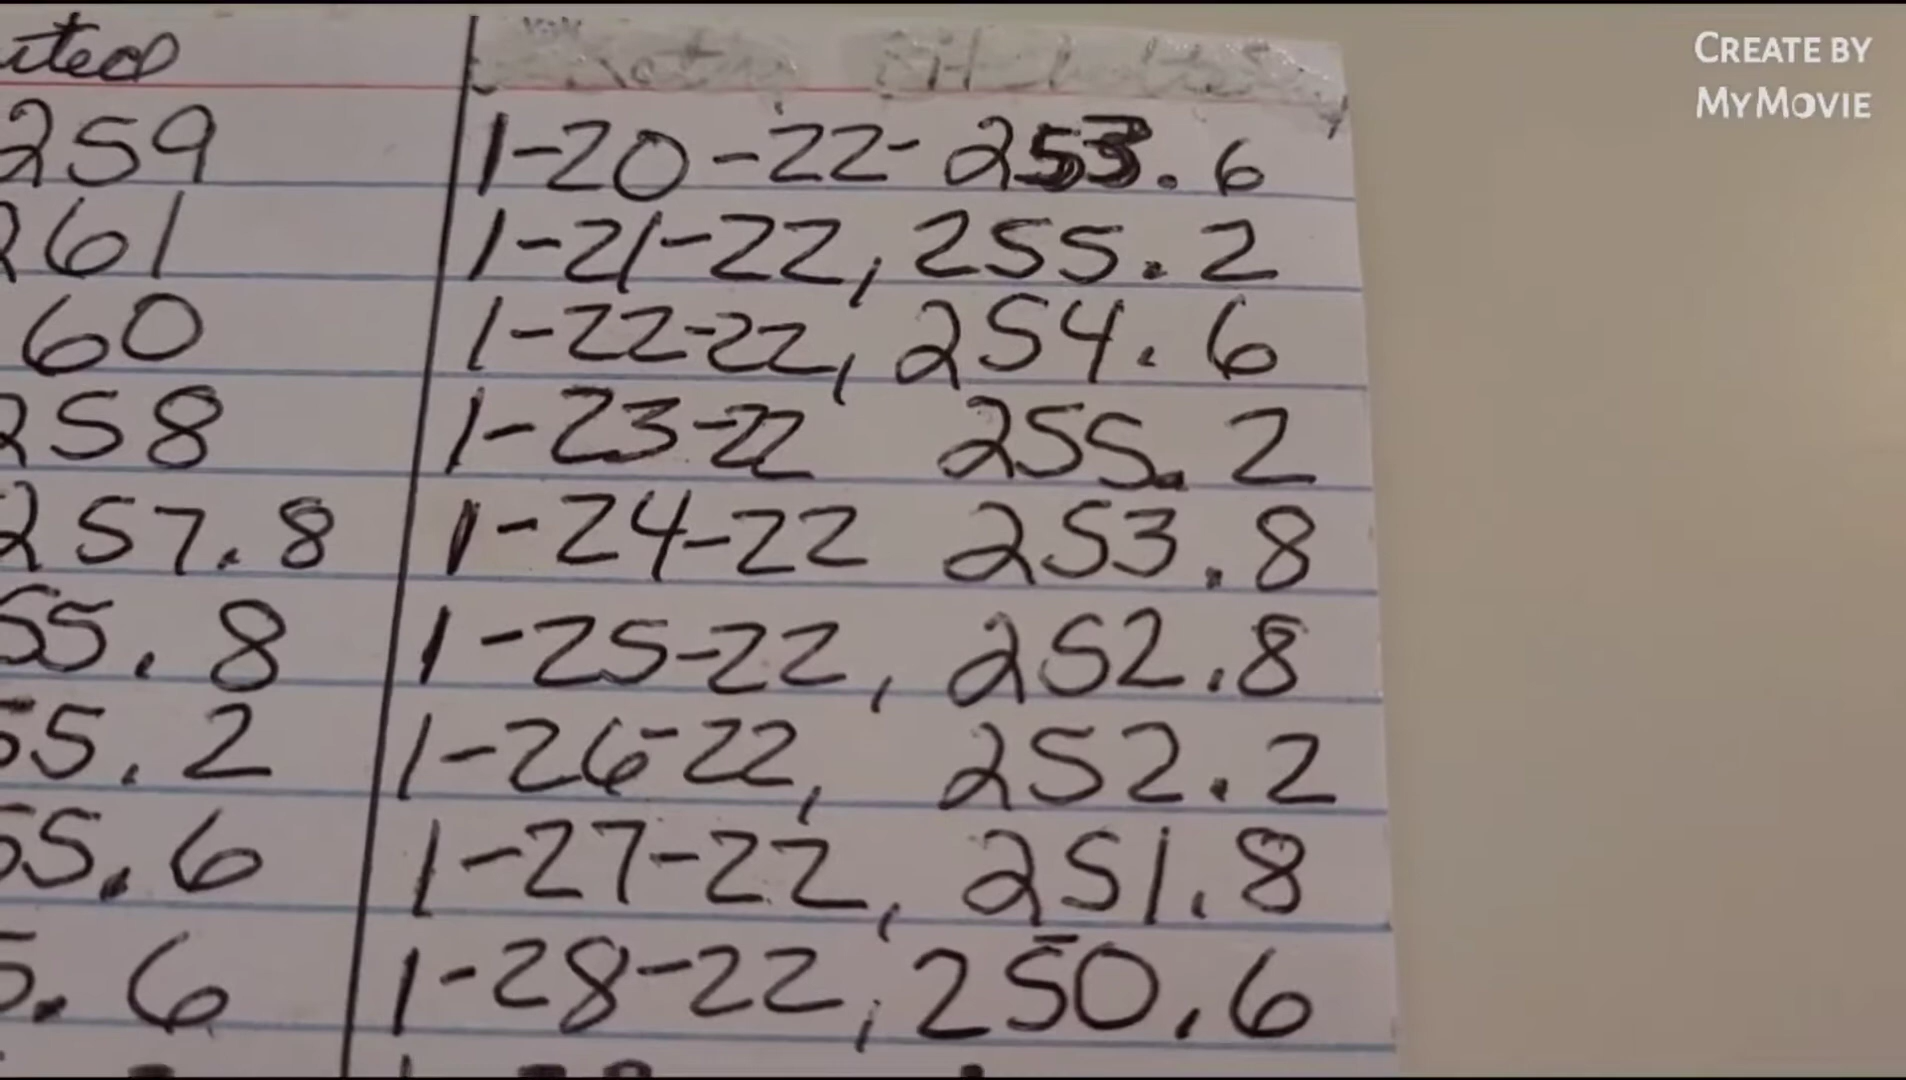 CREATE BY
MYMOVIE
259 1-20-22- 253.6
261 1-21-22, 255.2
60 1-22-22, 254.6
258 1-23-22 255.2
257.8 1-24-22 253.8
55.8 1-25-22, 252.8
55.2 1-26-22, 252.2
55.6 1-27-22, 251.8
5.6 1-28-22, 250.6